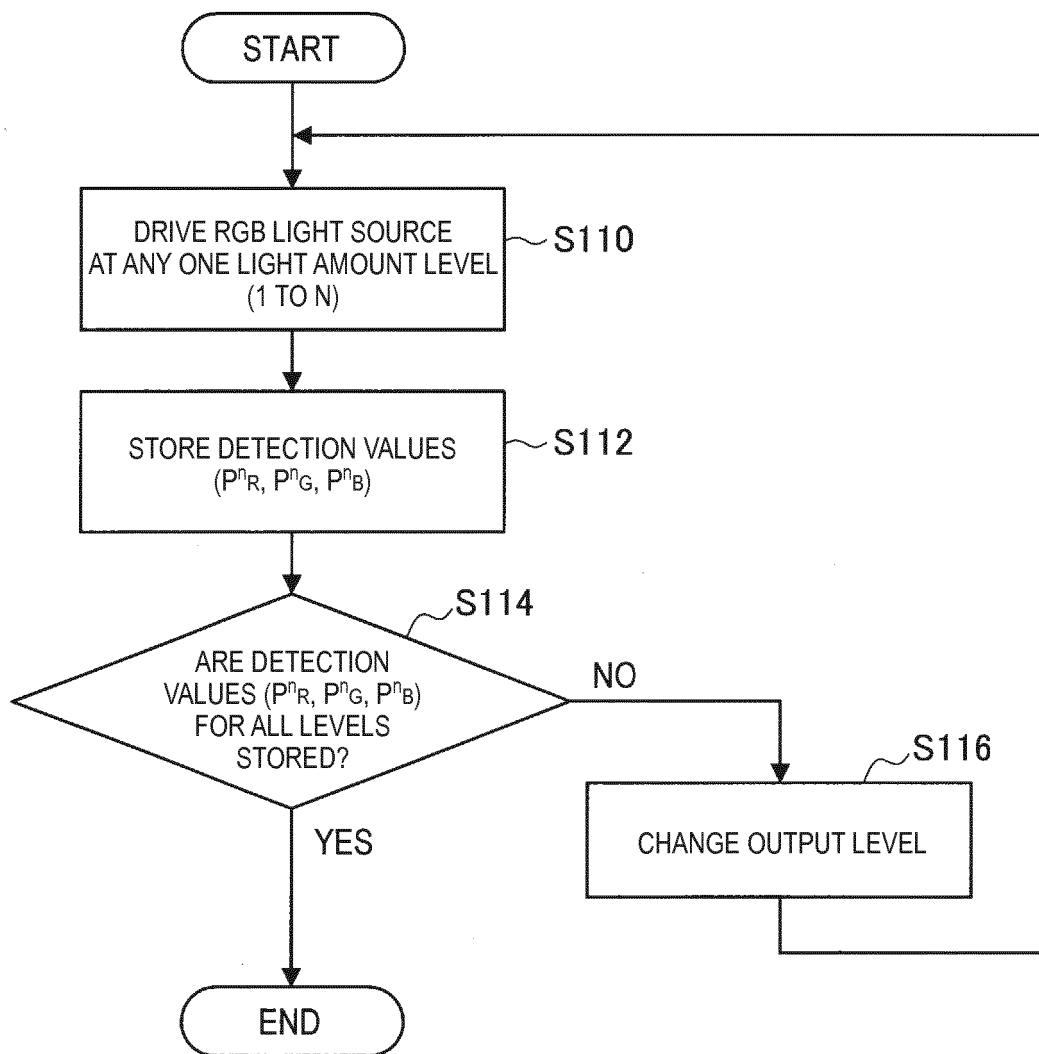 START
DRIVE RGB LIGHT SOURCE
AT ANY ONE LIGHT AMOUNT LEVEL
(1 TO N)
S110
STORE DETECTION VALUES
(PⁿR, PⁿG, PⁿB)
S112
S114
ARE DETECTION
VALUES (PⁿR, PⁿG, PⁿB)
FOR ALL LEVELS
STORED?
NO
S116
CHANGE OUTPUT LEVEL
YES
END